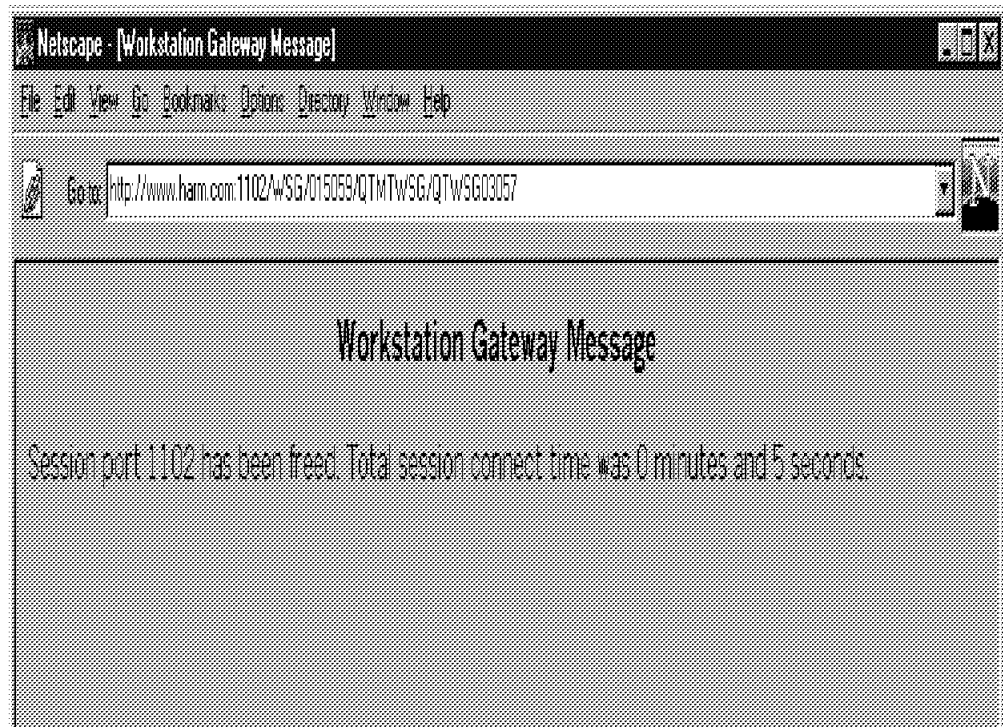 Netscape - [Workstation Gateway Message]
File Edit View Go Bookmarks Options Directory Window Help
Go to: http://www.harm.com:1102/WSG/015059/QTMTWSG/QTWSG03057
N
Workstation Gateway Message
Session port 1102 has been freed. Total session connect time was 0 minutes and 5 seconds.